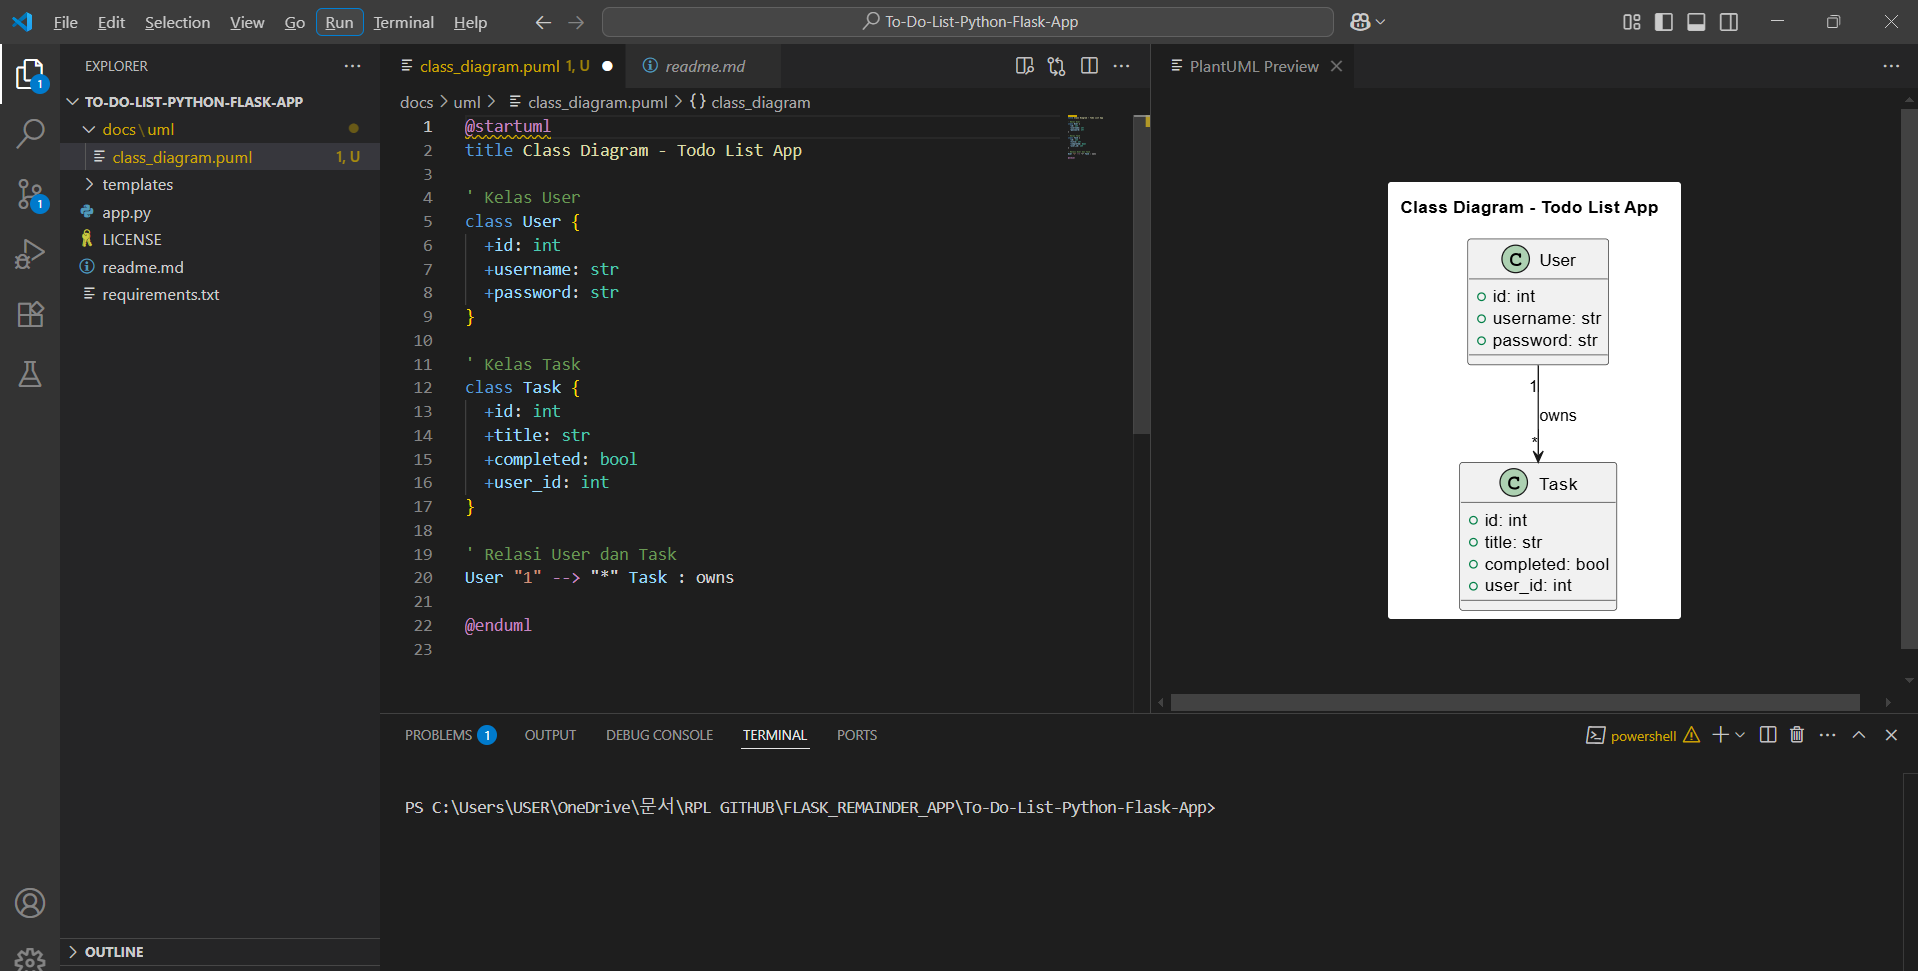 File Edit Selection View Go Run Terminal Help
To-Do-List-Python-Flask-App
EXPLORER
TO-DO-LIST-PYTHON-FLASK-APP
docs\uml
class_diagram.puml 1, U
templates
app.py
LICENSE
readme.md
requirements.txt
OUTLINE
1
1
class_diagram.puml 1, U
readme.md
docs > uml > class_diagram.puml > {} class_diagram
1 @startuml
2 title Class Diagram - Todo List App
3
4 ' Kelas User
5 class User {
6 +id: int
7 +username: str
8 +password: str
9 }
10
11 ' Kelas Task
12 class Task {
13 +id: int
14 +title: str
15 +completed: bool
16 +user_id: int
17 }
18
19 ' Relasi User dan Task
20 User "1" --> "*" Task : owns
21
22 @enduml
23
PlantUML Preview
Class Diagram - Todo List App
C User
id: int
username: str
password: str
1
owns
*
C Task
id: int
title: str
completed: bool
user_id: int
PROBLEMS 1 OUTPUT DEBUG CONSOLE TERMINAL PORTS
powershell
PS C:\Users\USER\OneDrive\문서\RPL GITHUB\FLASK_REMAINDER_APP\To-Do-List-Python-Flask-App>